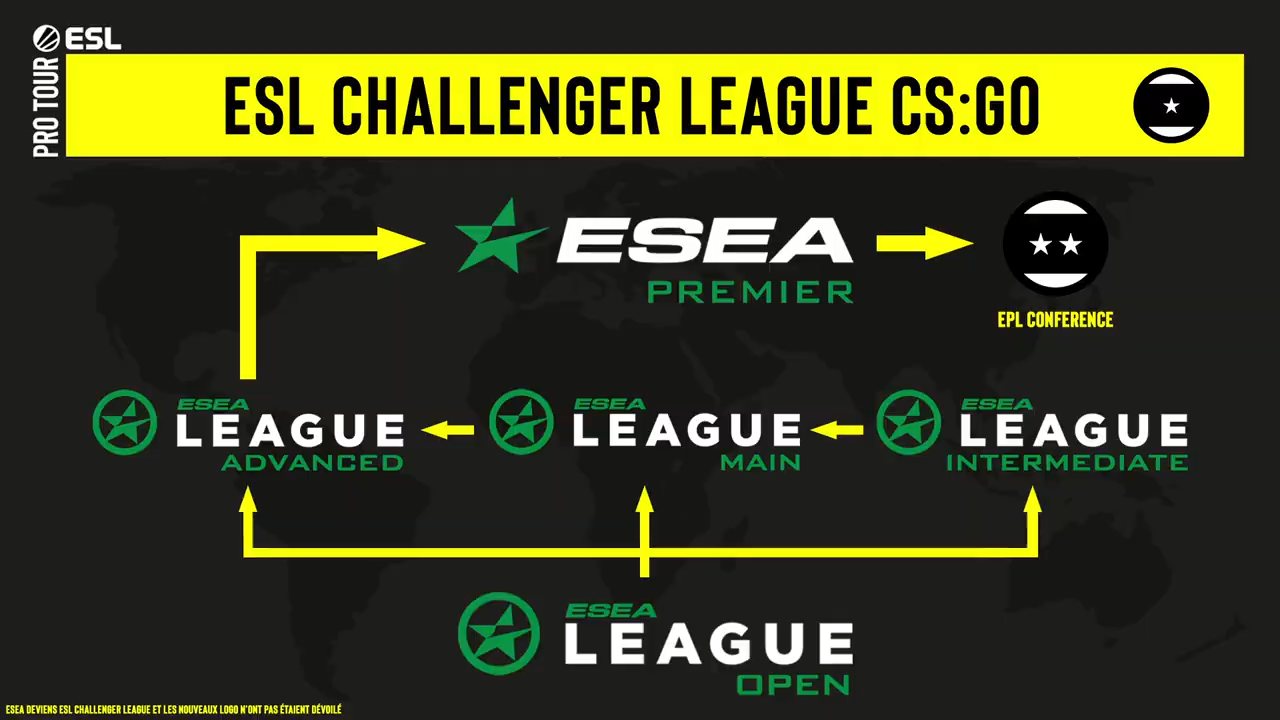 ESL
PRO TOUR
ESL CHALLENGER LEAGUE CS:GO
ESEA
PREMIER
EPL CONFERENCE
ESEA
LEAGUE
ADVANCED
ESEA
LEAGUE
MAIN
ESEA
LEAGUE
INTERMEDIATE
ESEA
LEAGUE
OPEN
ESEA DEVIENS ESL CHALLENGER LEAGUE ET LES NOUVEAUX LOGO N'ONT PAS ÉTAIENT DÉVOILÉ